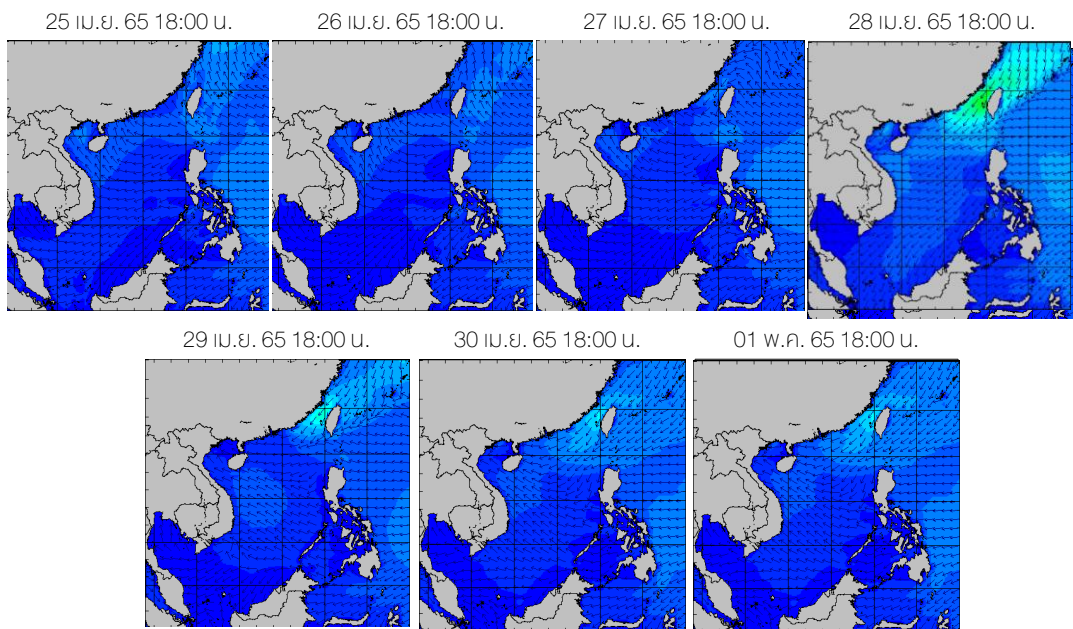 25 เม.ย. 65 18:00 น.
26 เม.ย. 65 18:00 น.
27 เม.ย. 65 18:00 น.
28 เม.ย. 65 18:00 น.
29 เม.ย. 65 18:00 น.
30 เม.ย. 65 18:00 น.
01 พ.ค. 65 18:00 น.